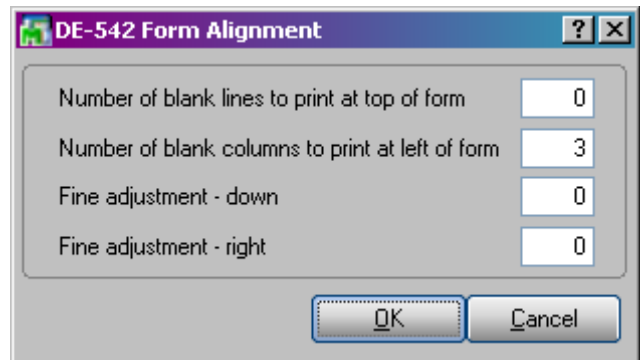 DE-542 Form Alignment
Number of blank lines to print at top of form 0
Number of blank columns to print at left of form 3
Fine adjustment - down 0
Fine adjustment - right 0
OK Cancel